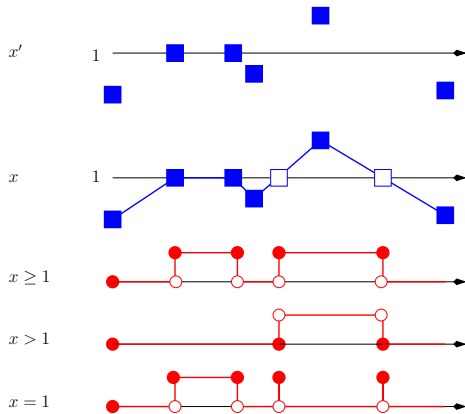 x′ 1
x 1
x ≥ 1
x > 1
x = 1